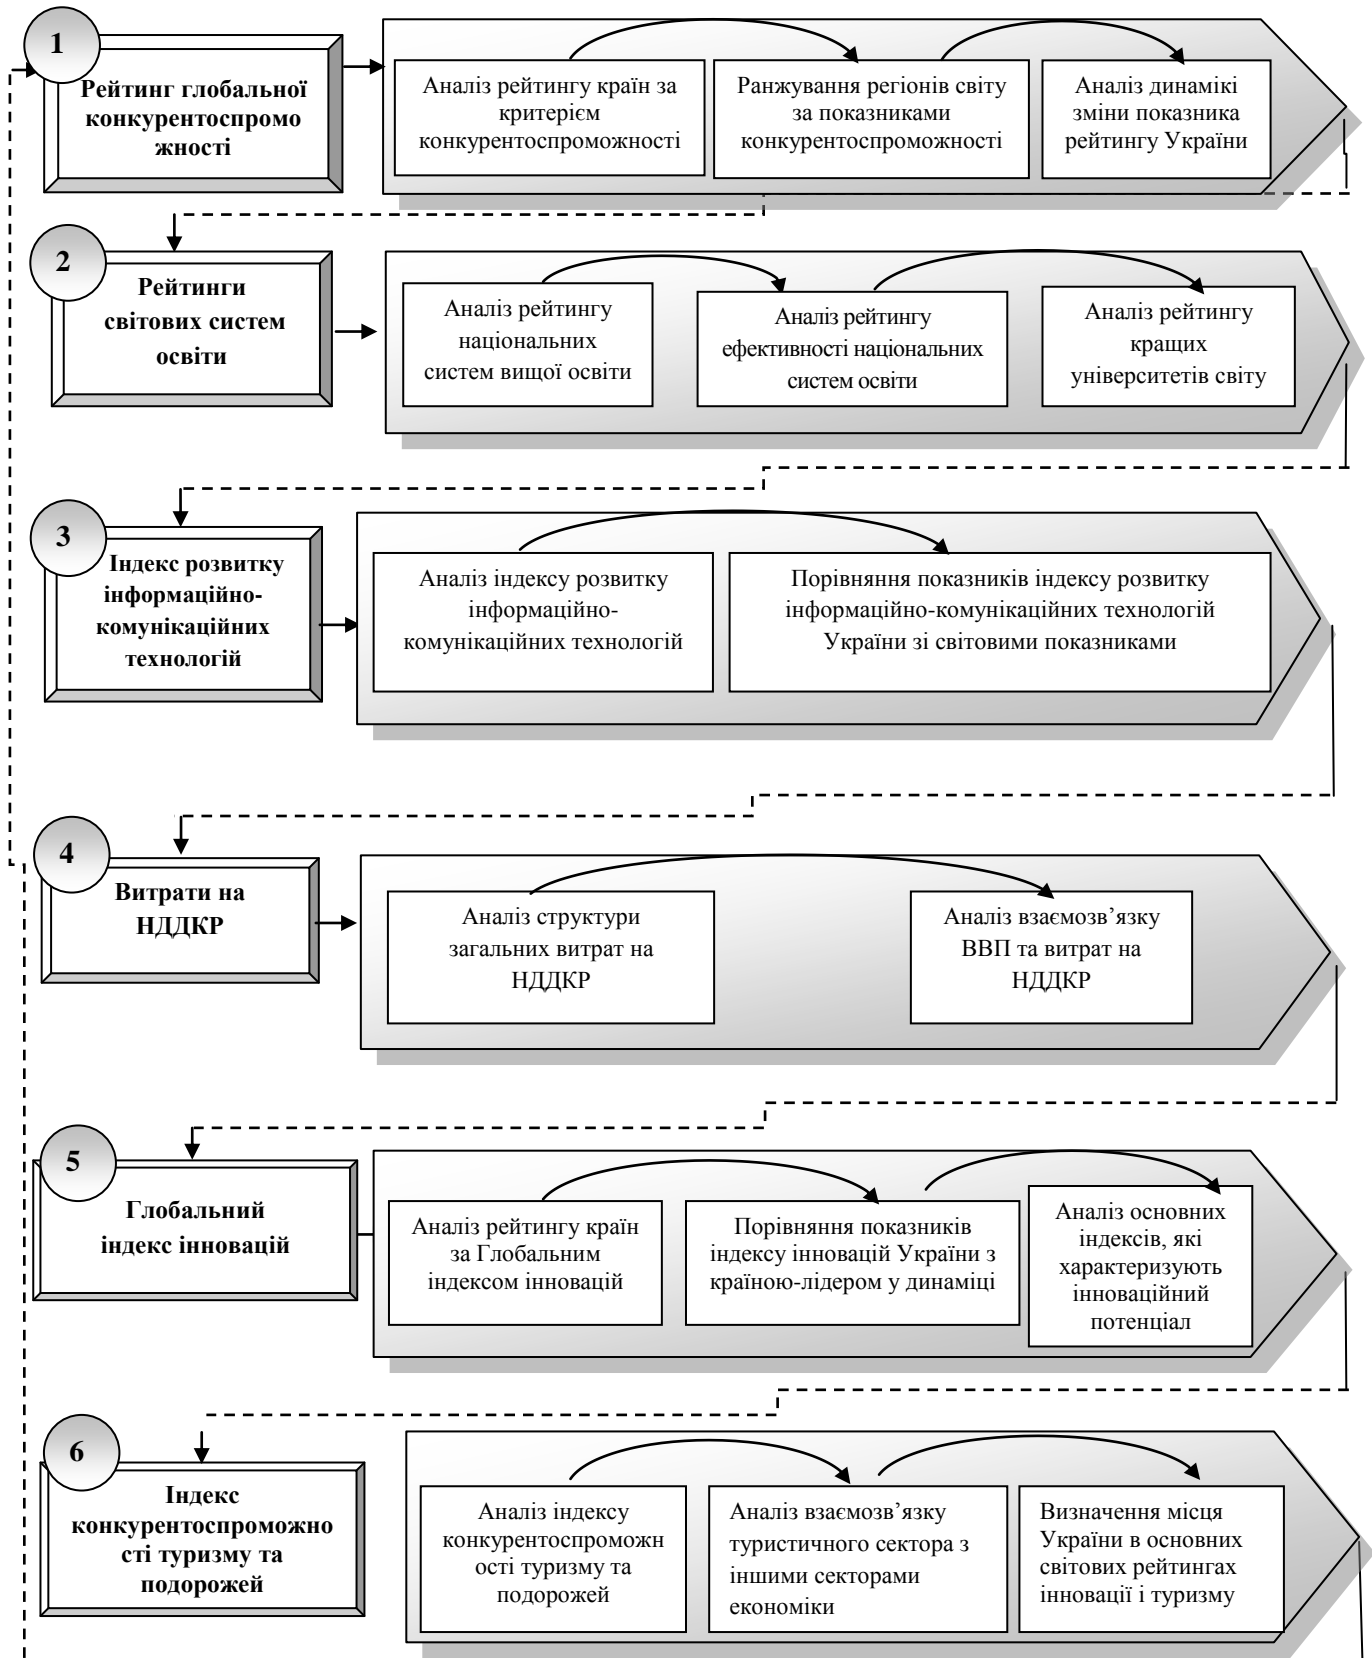 1
Рейтинг глобальної
конкурентоспромо
жності
Аналіз рейтингу країн за
критерієм
конкурентоспроможності
Ранжування регіонів світу
за показниками
конкурентоспроможності
Аналіз динамікі
зміни показника
рейтингу України
2
Рейтинги
світових систем
освіти
Аналіз рейтингу
національних
систем вищої освіти
Аналіз рейтингу
ефективності національних
систем освіти
Аналіз рейтингу
кращих
університетів світу
3
Індекс розвитку
інформаційно-
комунікаційних
технологій
Аналіз індексу розвитку
інформаційно-
комунікаційних технологій
Порівняння показників індексу розвитку
інформаційно-комунікаційних технологій
України зі світовими показниками
4
Витрати на
НДДКР
Аналіз структури
загальних витрат на
НДДКР
Аналіз взаємозв’язку
ВВП та витрат на
НДДКР
5
Глобальний
індекс інновацій
Аналіз рейтингу країн
за Глобальним
індексом інновацій
Порівняння показників
індексу інновацій України з
країною-лідером у динаміці
Аналіз основних
індексів, які
характеризують
інноваційний
потенціал
6
Індекс
конкурентоспроможно
сті туризму та
подорожей
Аналіз індексу
конкурентоспроможн
ості туризму та
подорожей
Аналіз взаємозв’язку
туристичного сектора з
іншими секторами
економіки
Визначення місця
України в основних
світових рейтингах
інновації і туризму